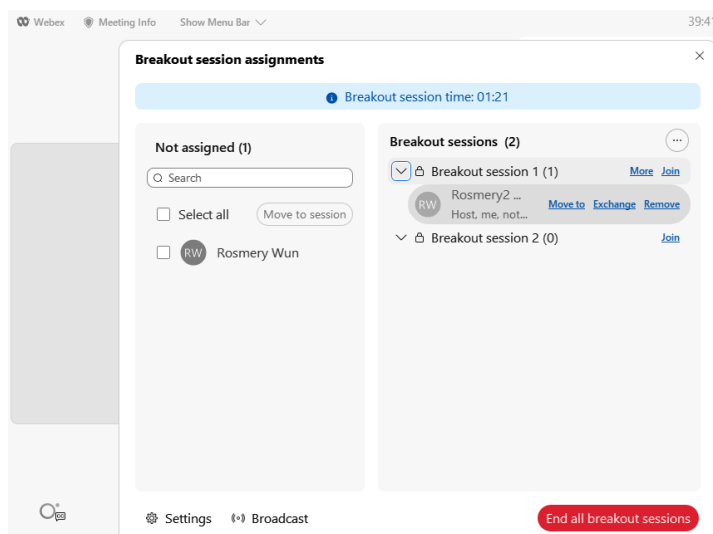 Webex Meeting Info Show Menu Bar 39:41
Breakout session assignments
Breakout session time: 01:21
Not assigned (1)
Search
Select all Move to session
RW Rosmery Wun
Breakout sessions (2)
Breakout session 1 (1) More Join
RW Rosmery2 ...
Host, me, not... Move to Exchange Remove
Breakout session 2 (0) Join
Settings Broadcast End all breakout sessions